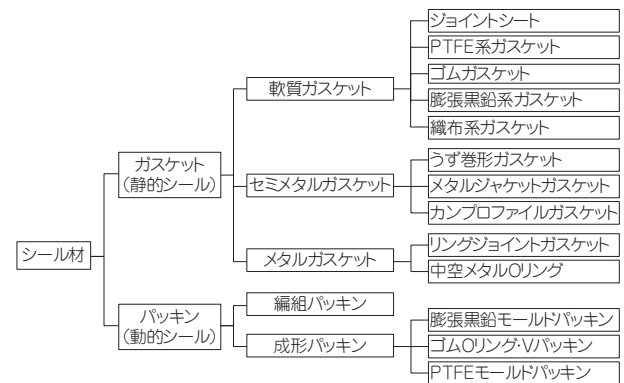 シール材
ガスケット
(静的シール)
軟質ガスケット
ジョイントシート
PTFE系ガスケット
ゴムガスケット
膨張黒鉛系ガスケット
織布系ガスケット
セミメタルガスケット
うず巻形ガスケット
メタルジャケットガスケット
カンプロファイルガスケット
メタルガスケット
リングジョイントガスケット
中空メタルOリング
パッキン
(動的シール)
編組パッキン
成形パッキン
膨張黒鉛モールドパッキン
ゴムOリング・Vパッキン
PTFEモールドパッキン